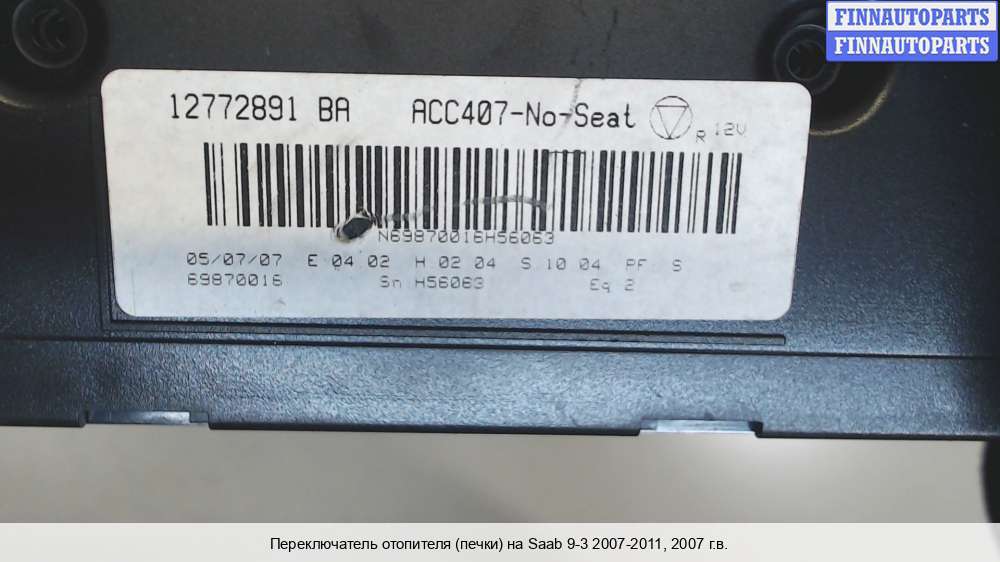 FINNAUTOPARTS
FINNAUTOPARTS
12772891 BA ACC407-No-Seat R 12V
N69870016H56063
05/07/07 E 04 02 H 02 04 S 10 04 PF S
69870016 Sn H56063 Eq 2
Переключатель отопителя (печки) на Saab 9-3 2007-2011, 2007 г.в.